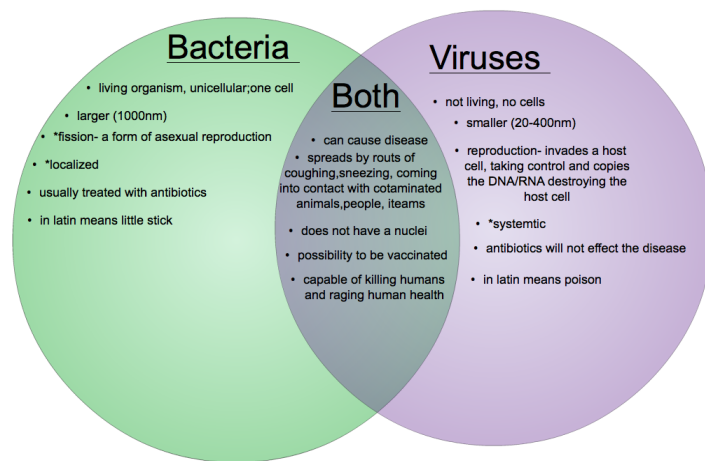 Bacteria
• living organism, unicellular;one cell
• larger (1000nm)
• *fission- a form of asexual reproduction
• *localized
• usually treated with antibiotics
• in latin means little stick
Both
• can cause disease
• spreads by routs of
coughing,sneezing, coming
into contact with cotaminated
animals,people, iteams
• does not have a nuclei
• possibility to be vaccinated
• capable of killing humans
and raging human health
Viruses
• not living, no cells
• smaller (20-400nm)
• reproduction- invades a host
cell, taking control and copies
the DNA/RNA destroying the
host cell
• *systemtic
• antibiotics will not effect the disease
• in latin means poison